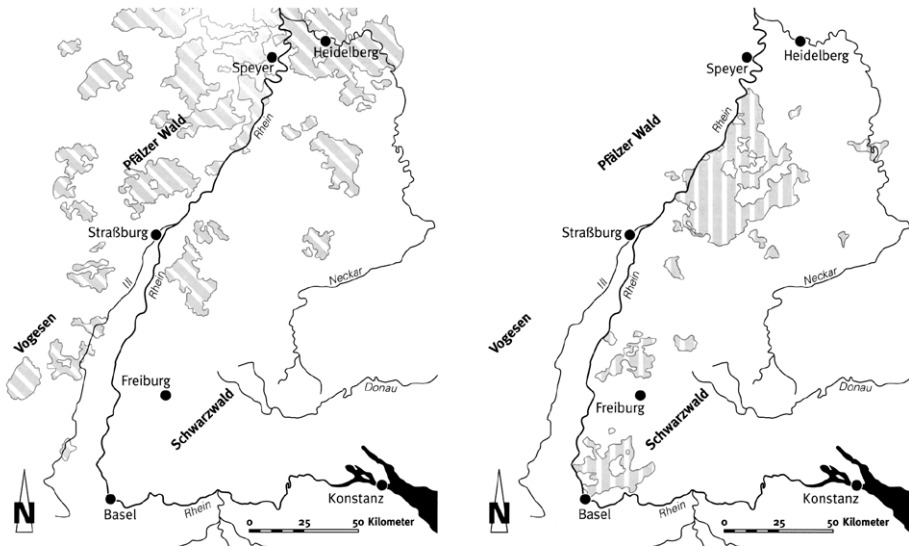 Heidelberg
Speyer
Rhein
Pfälzer Wald
Straßburg
Ill
Rhein
Neckar
Vogesen
Freiburg
Donau
Schwarzwald
N
Konstanz
Basel
Rhein
0 25 50 Kilometer
Heidelberg
Speyer
Rhein
Pfälzer Wald
Straßburg
Ill
Rhein
Neckar
Vogesen
Freiburg
Donau
Schwarzwald
N
Konstanz
Basel
Rhein
0 25 50 Kilometer